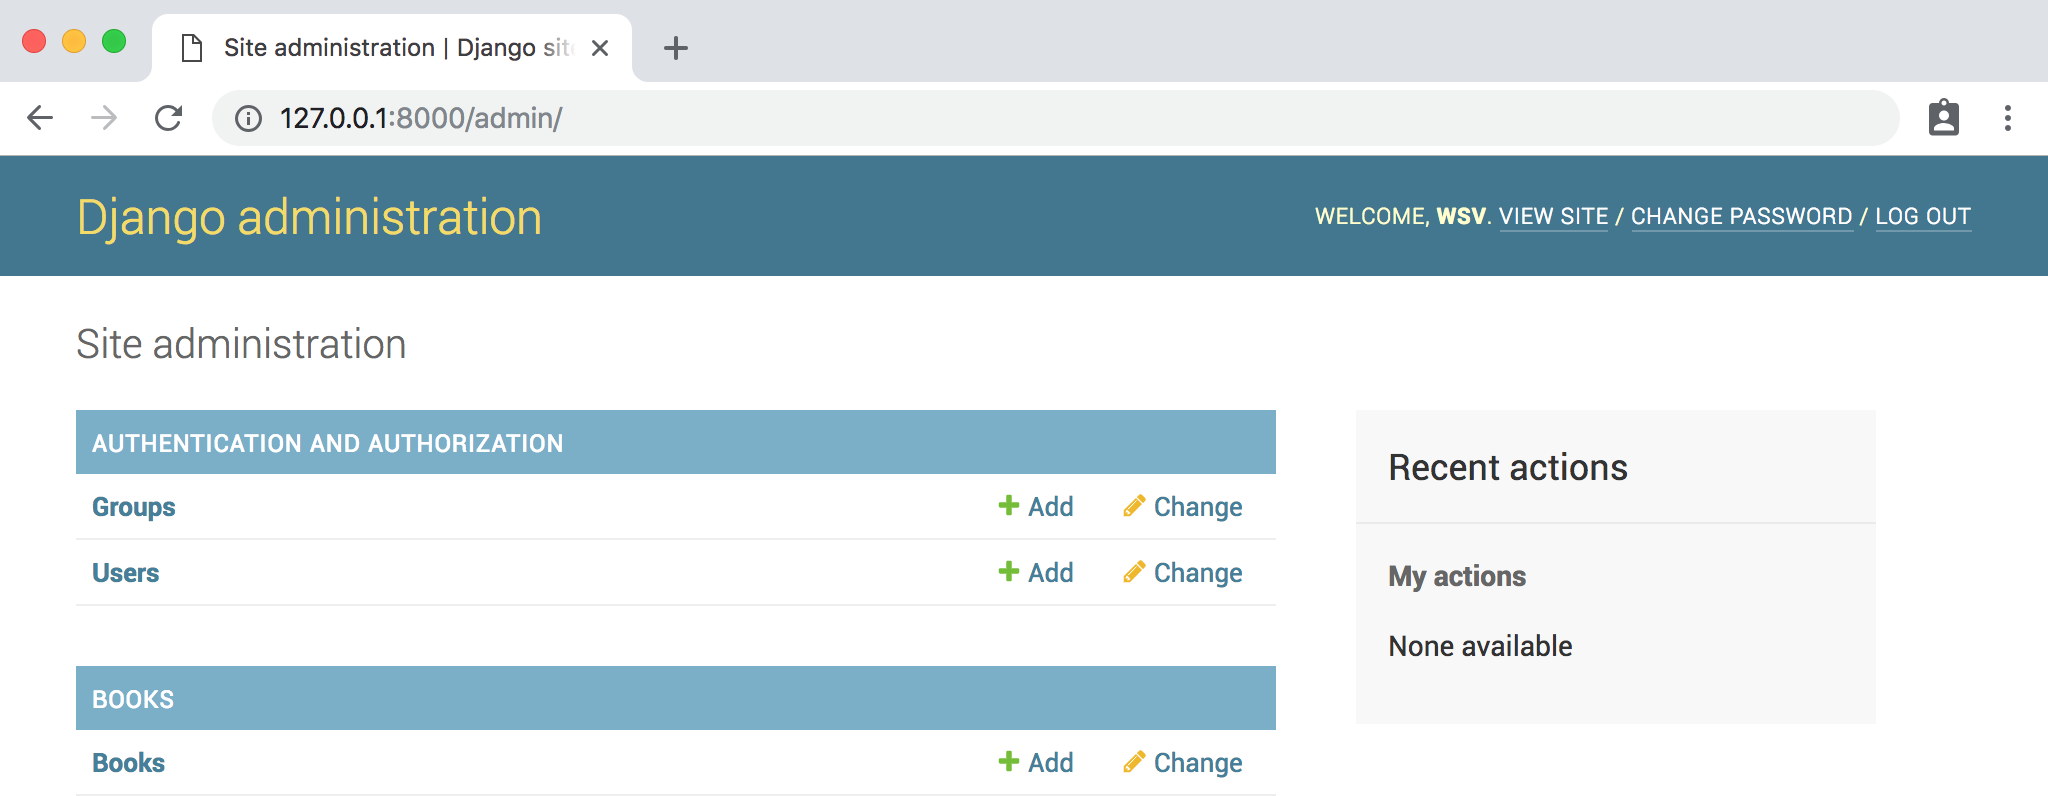 Site administration | Django sit
127.0.0.1:8000/admin/
Django administration
WELCOME, WSV. VIEW SITE / CHANGE PASSWORD / LOG OUT
Site administration
AUTHENTICATION AND AUTHORIZATION
Groups Add Change
Users Add Change
BOOKS
Books Add Change
Recent actions
My actions
None available